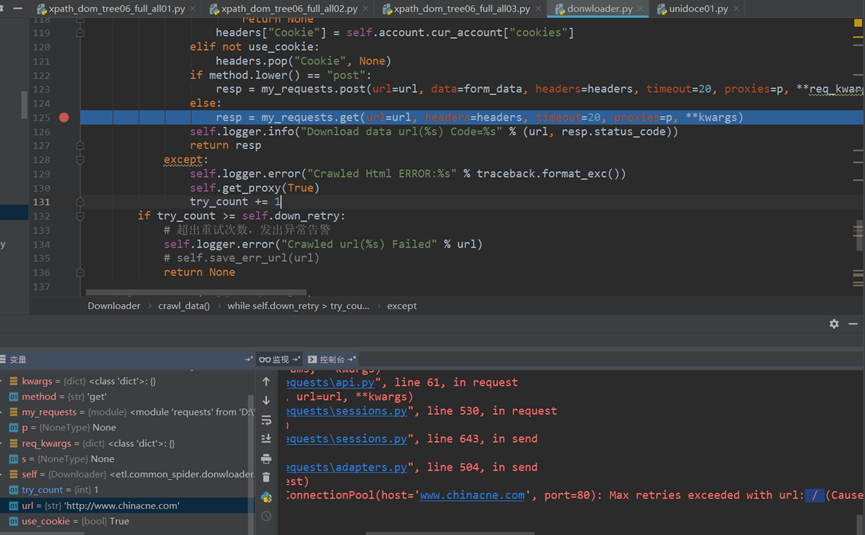 xpath_dom_tree06_full_all01.py × xpath_dom_tree06_full_all02.py × xpath_dom_tree06_full_all03.py × donwloader.py × unidoce01.py ×
118 return None
119 headers["Cookie"] = self.account.cur_account["cookies"]
120 elif not use_cookie:
121 headers.pop("Cookie", None)
122 if method.lower() == "post":
123 resp = my_requests.post(url=url, data=form_data, headers=headers, timeout=20, proxies=p, **req_kwarg
124 else:
125 resp = my_requests.get(url=url, headers=headers, timeout=20, proxies=p, **kwargs)
126 self.logger.info("Download data url(%s) Code=%s" % (url, resp.status_code))
127 return resp
128 except:
129 self.logger.error("Crawled Html ERROR:%s" % traceback.format_exc())
130 self.get_proxy(True)
131 try_count += 1
132 if try_count >= self.down_retry:
133 # 超出重试次数，发出异常告警
134 self.logger.error("Crawled url(%s) Failed" % url)
135 # self.save_err_url(url)
136 return None
137
Downloader › crawl_data() › while self.down_retry > try_cou... › except
变量
kwargs = {dict} <class 'dict'>: {}
method = {str} 'get'
my_requests = {module} <module 'requests' from 'D:\
p = {NoneType} None
req_kwargs = {dict} <class 'dict'>: {}
s = {NoneType} None
self = {Downloader} <etl.common_spider.donwloader
try_count = {int} 1
url = {str} 'http://www.chinacne.com'
use_cookie = {bool} True
监视 控制台
equests\api.py", line 61, in request
, url=url, **kwargs)
equests\sessions.py", line 530, in request
)
equests\sessions.py", line 643, in send
equests\adapters.py", line 504, in send
est)
ConnectionPool(host='www.chinacne.com', port=80): Max retries exceeded with url: / (Cause